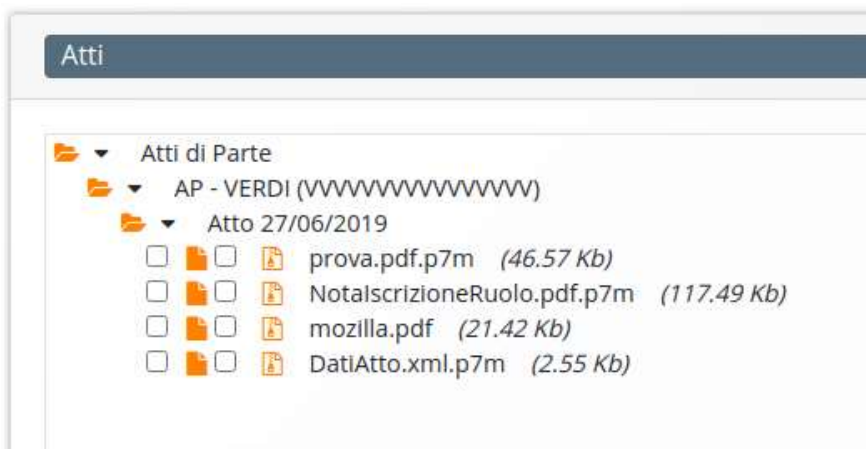 Atti
Atti di Parte
AP - VERDI (VVVVVVVVVVVVVVVV)
Atto 27/06/2019
prova.pdf.p7m (46.57 Kb)
NotaIscrizioneRuolo.pdf.p7m (117.49 Kb)
mozilla.pdf (21.42 Kb)
DatiAtto.xml.p7m (2.55 Kb)